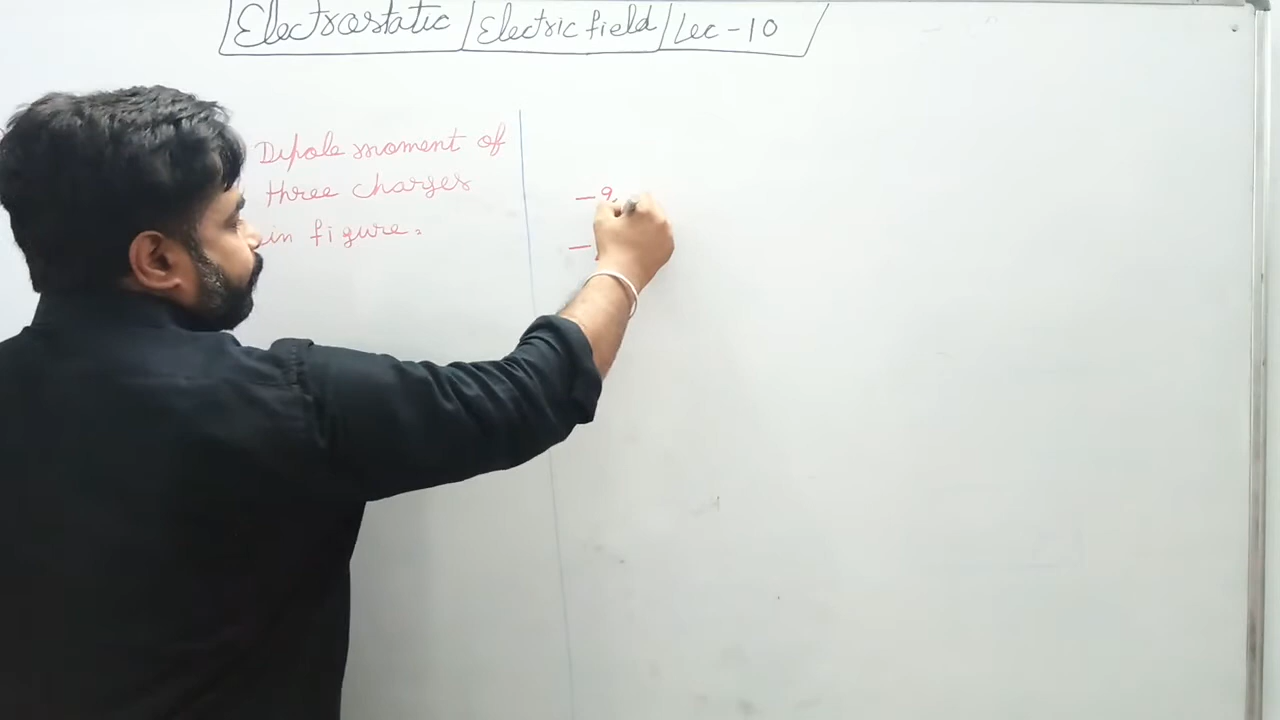 Electrostatic / Electric field / Lec-10
Dipole moment of
three charges
in figure.
-q
-